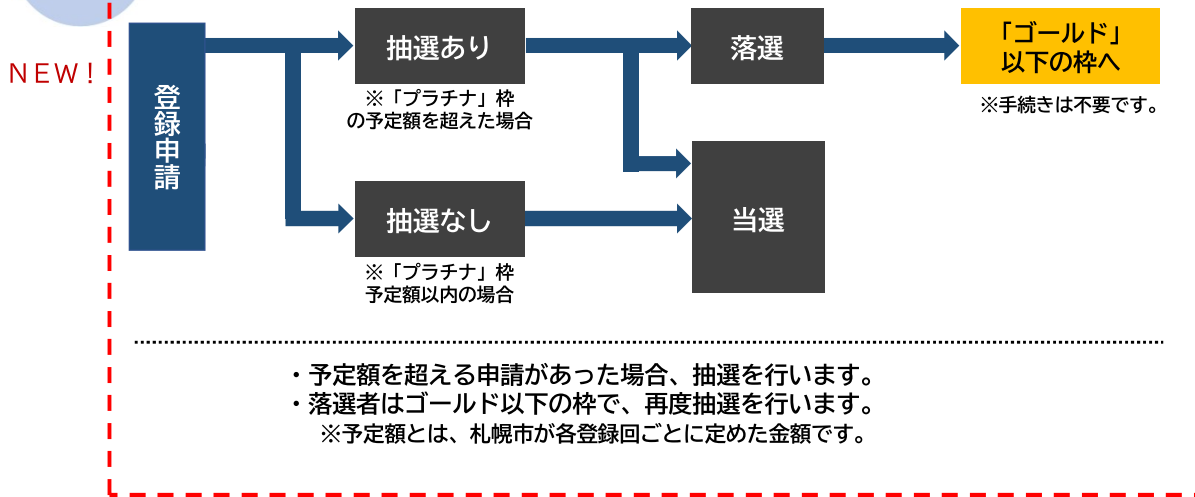 NEW!
登録申請
抽選あり
※「プラチナ」枠
の予定額を超えた場合
落選
「ゴールド」
以下の枠へ
※手続きは不要です。
抽選なし
※「プラチナ」枠
予定額以内の場合
当選
・予定額を超える申請があった場合、抽選を行います。
・落選者はゴールド以下の枠で、再度抽選を行います。
※予定額とは、札幌市が各登録回ごとに定めた金額です。